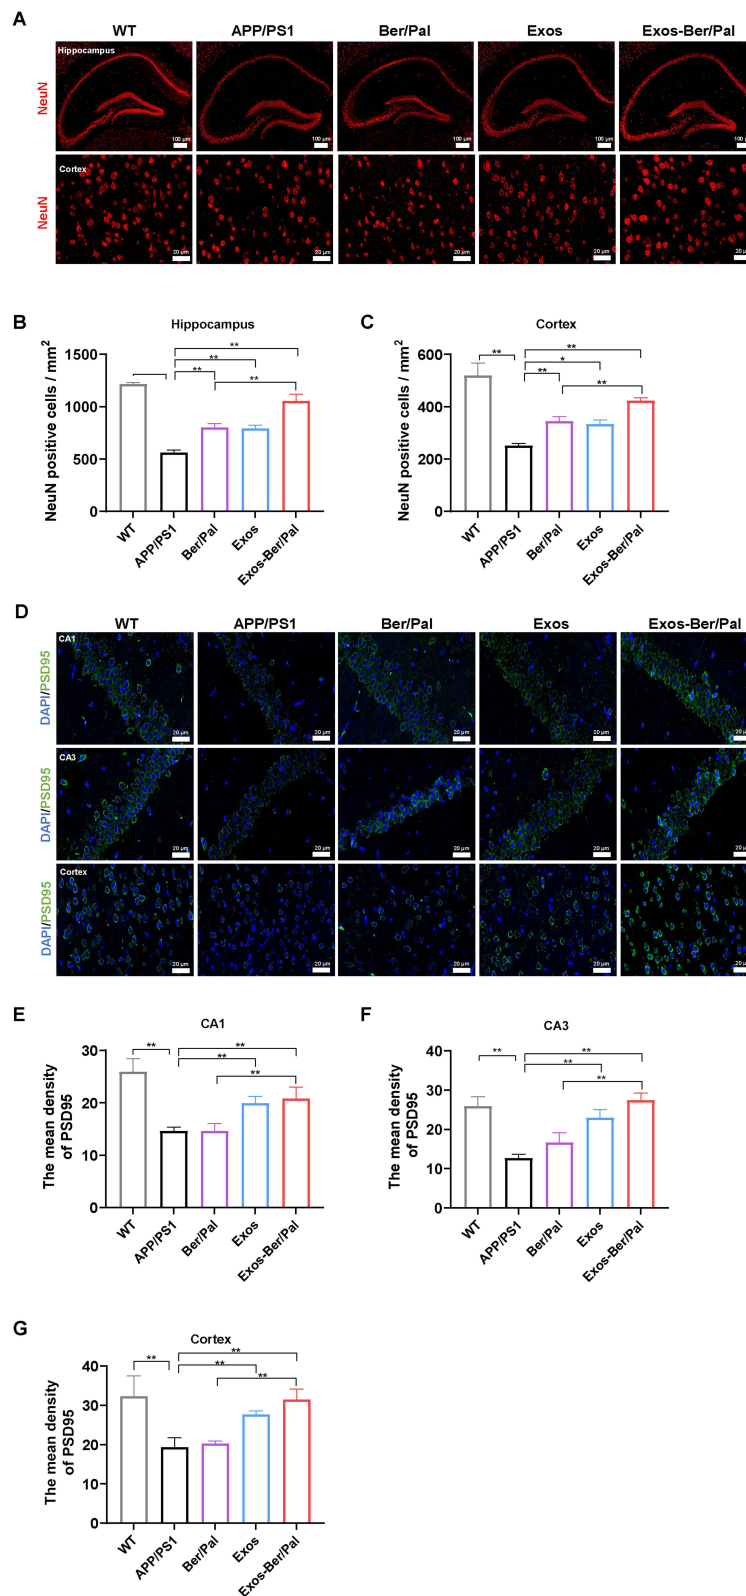 A
WT APP/PS1 Ber/Pal Exos Exos-Ber/Pal
NeuN
Hippocampus
100 μm 100 μm 100 μm 100 μm 100 μm
NeuN
Cortex
20 μm 20 μm 20 μm 20 μm 20 μm
B
Hippocampus
NeuN positive cells / mm2
1500
1000
500
0
** ** ** **
WT APP/PS1 Ber/Pal Exos Exos-Ber/Pal
C
Cortex
NeuN positive cells / mm2
600
400
200
0
** ** * ** **
WT APP/PS1 Ber/Pal Exos Exos-Ber/Pal
D
WT APP/PS1 Ber/Pal Exos Exos-Ber/Pal
DAPI/PSD95
CA1
20 μm 20 μm 20 μm 20 μm 20 μm
DAPI/PSD95
CA3
20 μm 20 μm 20 μm 20 μm 20 μm
DAPI/PSD95
Cortex
20 μm 20 μm 20 μm 20 μm 20 μm
E
CA1
The mean density
of PSD95
30
20
10
0
** ** ** **
WT APP/PS1 Ber/Pal Exos Exos-Ber/Pal
F
CA3
The mean density
of PSD95
40
30
20
10
0
** ** ** **
WT APP/PS1 Ber/Pal Exos Exos-Ber/Pal
G
Cortex
The mean density
of PSD95
40
30
20
10
0
** ** ** **
WT APP/PS1 Ber/Pal Exos Exos-Ber/Pal